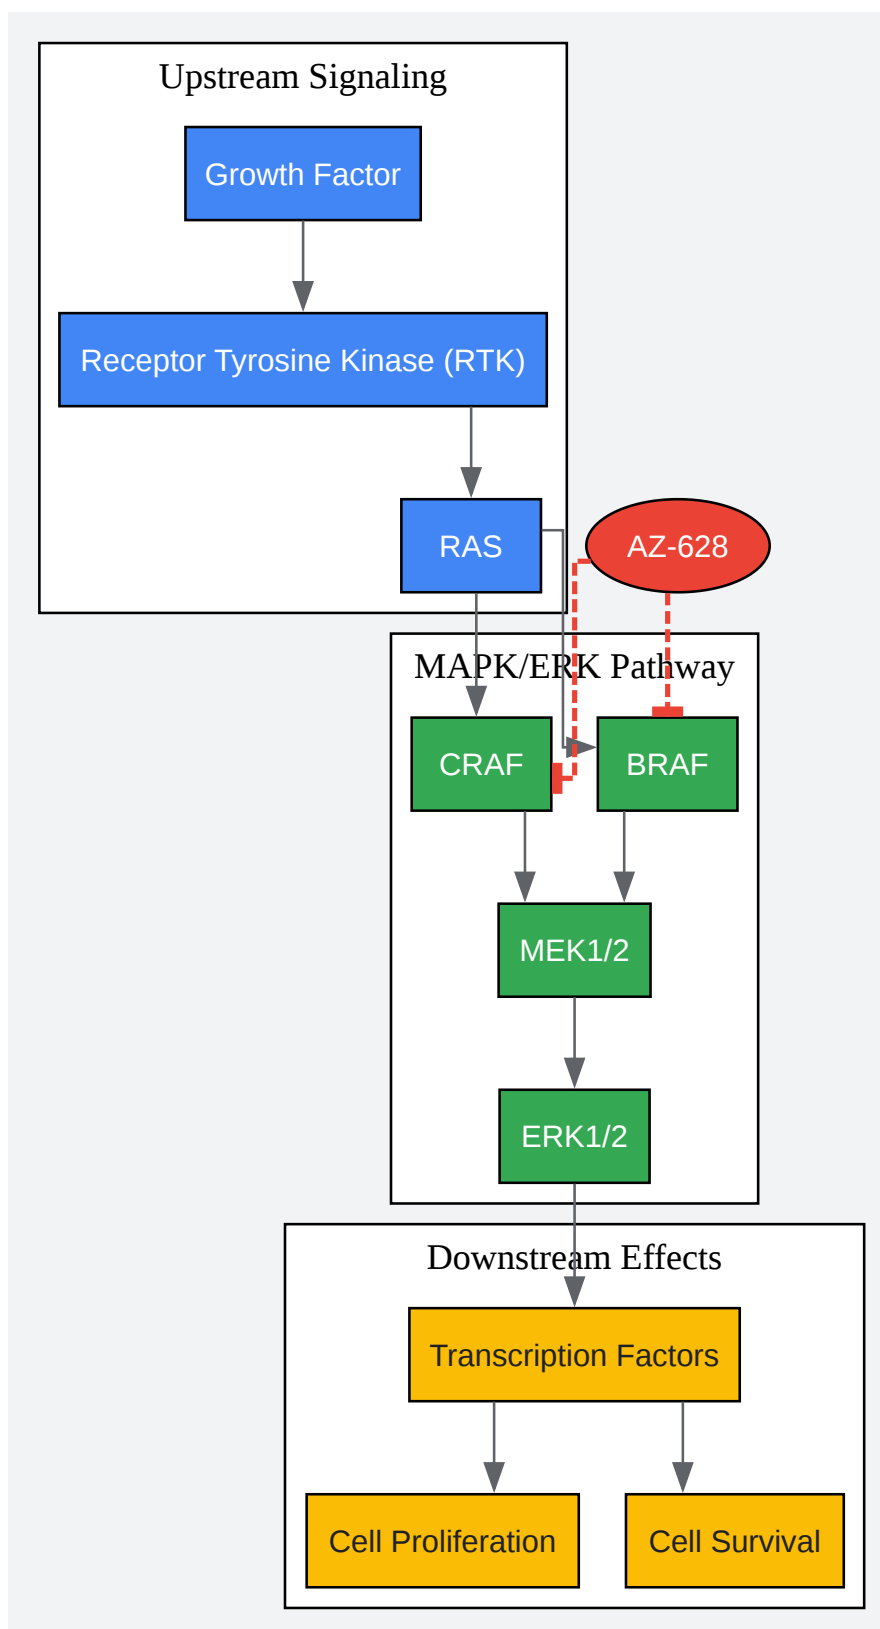 Upstream Signaling
Growth Factor
Receptor Tyrosine Kinase (RTK)
RAS
AZ-628
MAPK/ERK Pathway
CRAF
BRAF
MEK1/2
ERK1/2
Downstream Effects
Transcription Factors
Cell Proliferation
Cell Survival